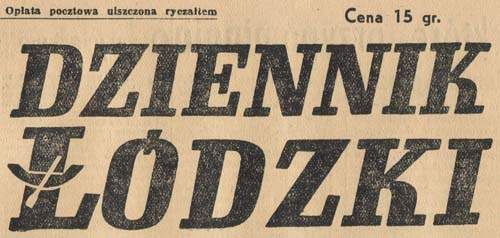 Opłata pocztowa uiszczona ryczałtem
Cena 15 gr.
DZIENNIK
ŁÓDZKI